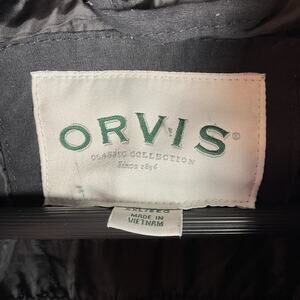 ORVIS®
CLASSIC COLLECTION
SINCE 1856
MADE IN
VIETNAM